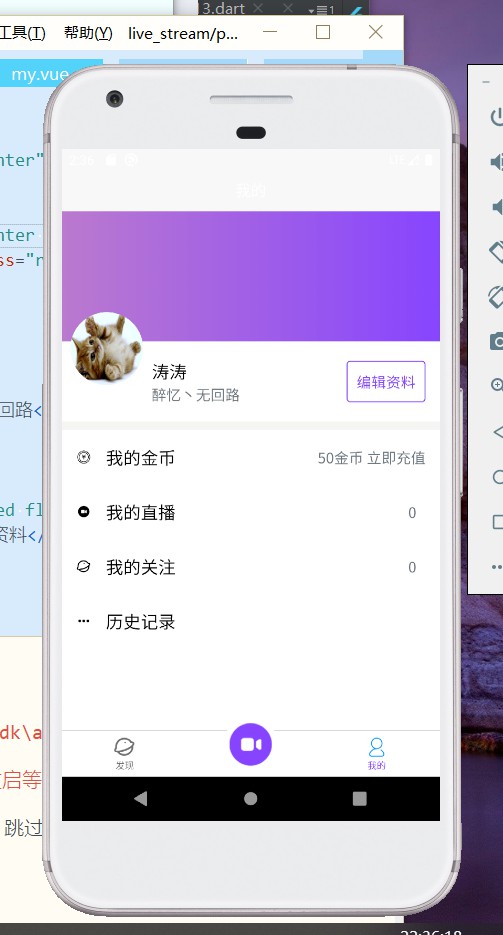 3.dart
工具(T) 帮助(Y) live_stream/p...
my.vue
nter"
我的
nter
ss="r
涛涛
醉忆丶无回路
编辑资料
回路<
我的金币
50金币 立即充值
我的直播
0
ed fl
资料</
我的关注
0
历史记录
dk\a
启等
发现
我的
跳过
22:26:18